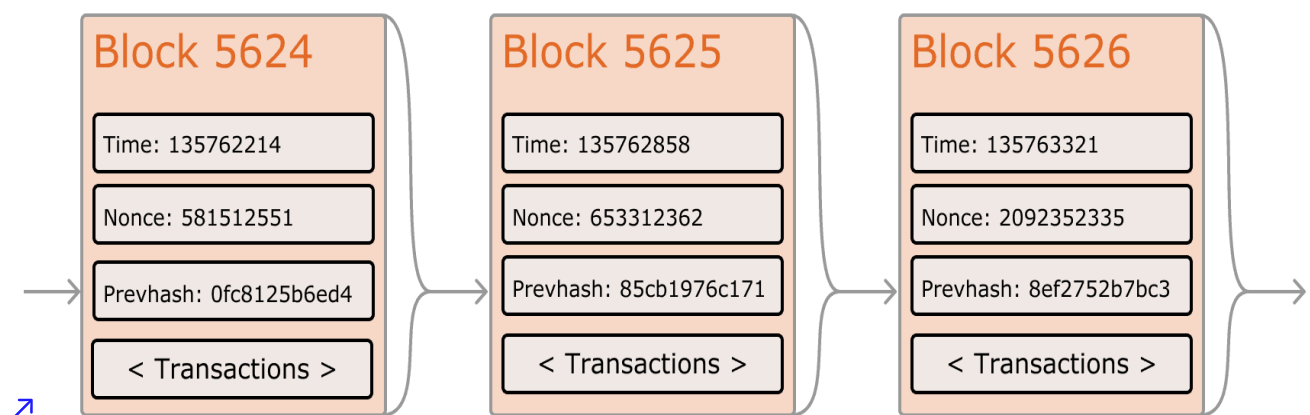 Block 5624
Time: 135762214
Nonce: 581512551
Prevhash: 0fc8125b6ed4
< Transactions >
Block 5625
Time: 135762858
Nonce: 653312362
Prevhash: 85cb1976c171
< Transactions >
Block 5626
Time: 135763321
Nonce: 2092352335
Prevhash: 8ef2752b7bc3
< Transactions >